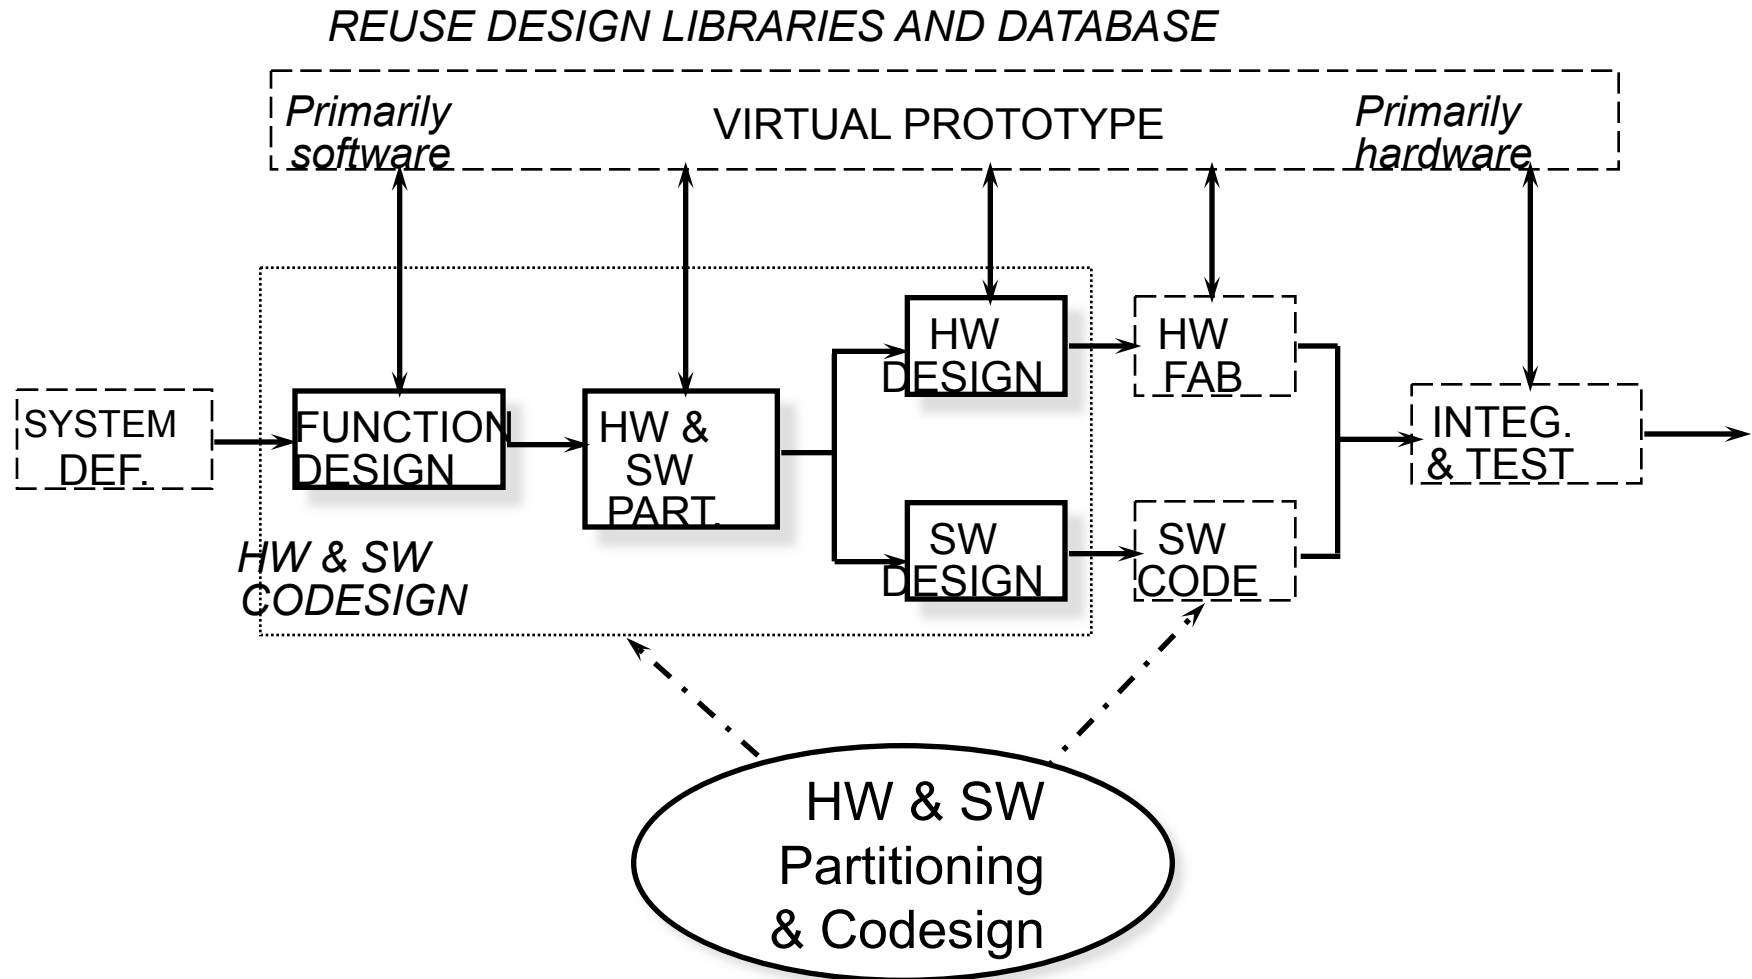 REUSE DESIGN LIBRARIES AND DATABASE
Primarily
software
VIRTUAL PROTOTYPE
Primarily
hardware
SYSTEM
DEF.
FUNCTION
DESIGN
HW &
SW
PART.
HW
DESIGN
HW
FAB
SW
DESIGN
SW
CODE
INTEG.
& TEST
HW & SW
CODESIGN
HW & SW
Partitioning
& Codesign